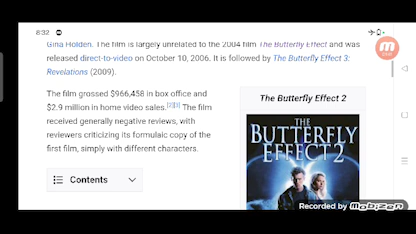 8:32
Gina Holden. The film is largely unrelated to the 2004 film The Butterfly Effect and was
released direct-to-video on October 10, 2006. It is followed by The Butterfly Effect 3:
Revelations (2009).
The film grossed $966,458 in box office and
$2.9 million in home video sales.[2][3] The film
received generally negative reviews, with
reviewers criticizing its formulaic copy of the
first film, simply with different characters.
Contents
The Butterfly Effect 2
THE
BUTTERFLY
EFFECT 2
Recorded by Mobizen